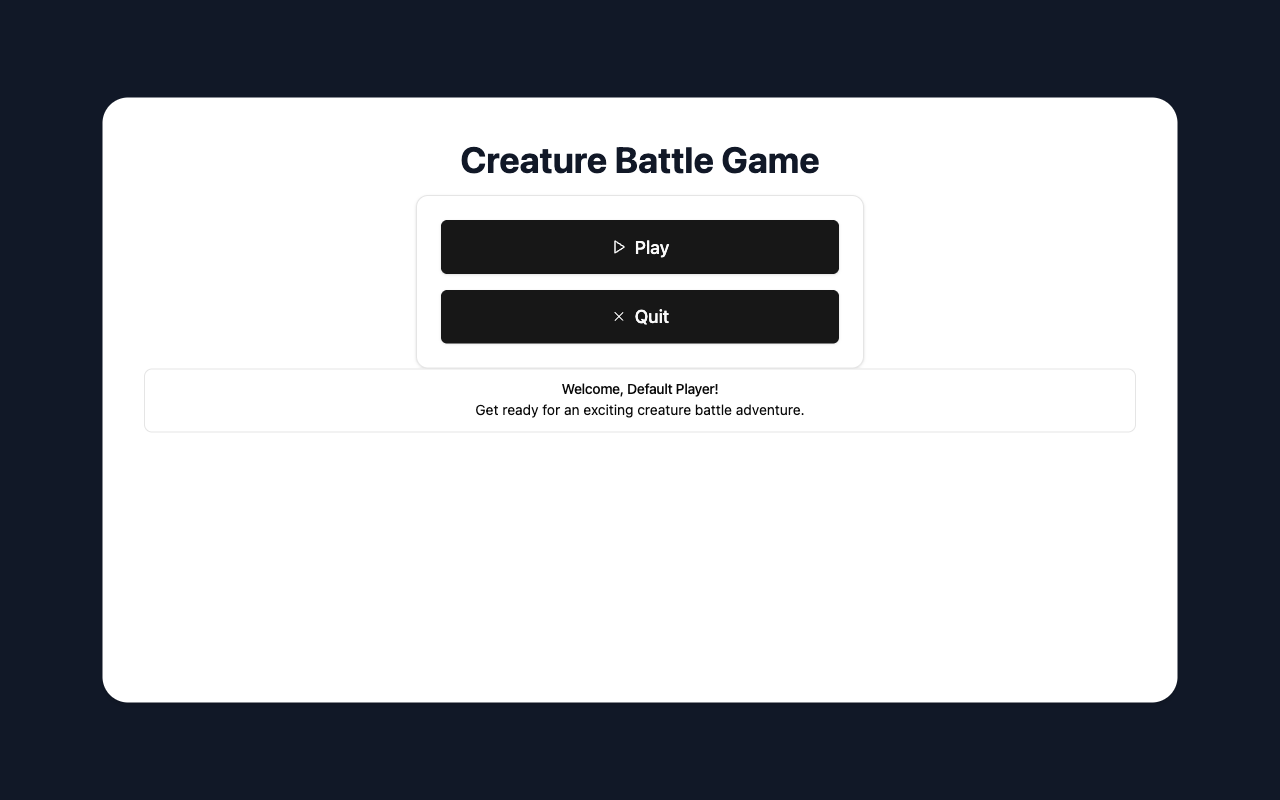 Creature Battle Game
Play
Quit
Welcome, Default Player!
Get ready for an exciting creature battle adventure.